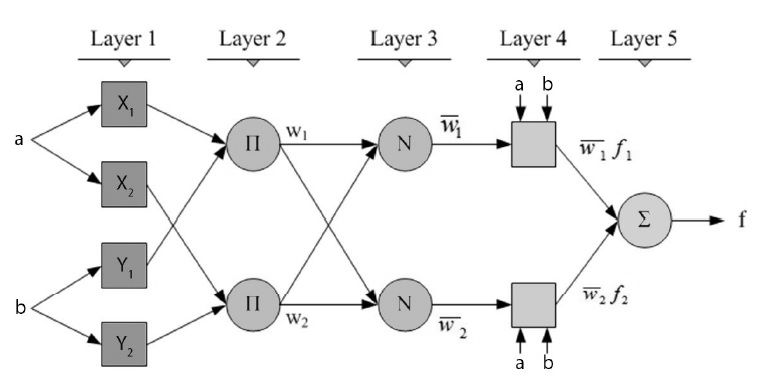 Layer 1 Layer 2 Layer 3 Layer 4 Layer 5
a b
X₁
w₁
w̅₁
Π
N
w̅₁ f₁
a
X₂
Σ
f
Y₁
b
Π
N
w̅₂ f₂
w₂
w̅₂
Y₂
a b